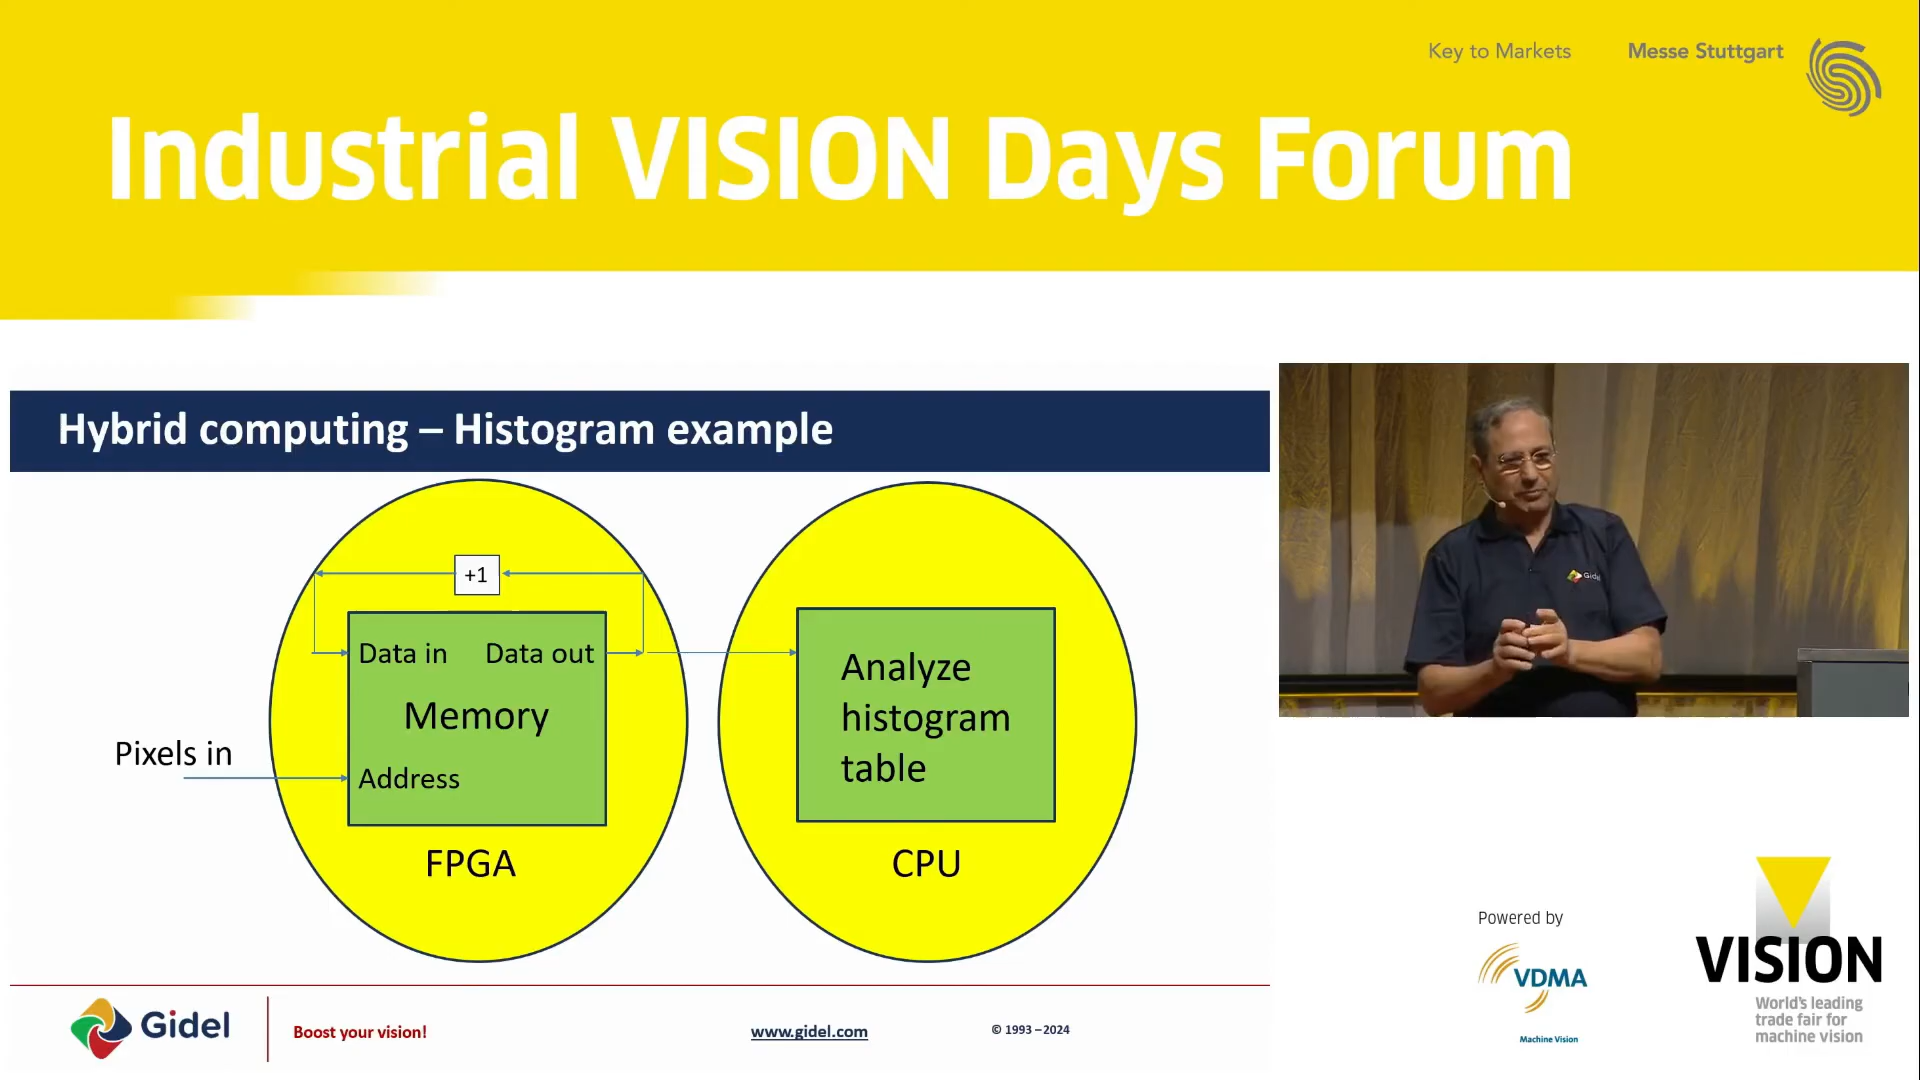 Key to Markets
Messe Stuttgart
Industrial VISION Days Forum
Hybrid computing – Histogram example
+1
Data in
Data out
Memory
Pixels in
Address
FPGA
Analyze
histogram
table
CPU
Gidel
Boost your vision!
www.gidel.com
© 1993 – 2024
Gidel
Powered by
VDMA
Machine Vision
VISION
World's leading
trade fair for
machine vision